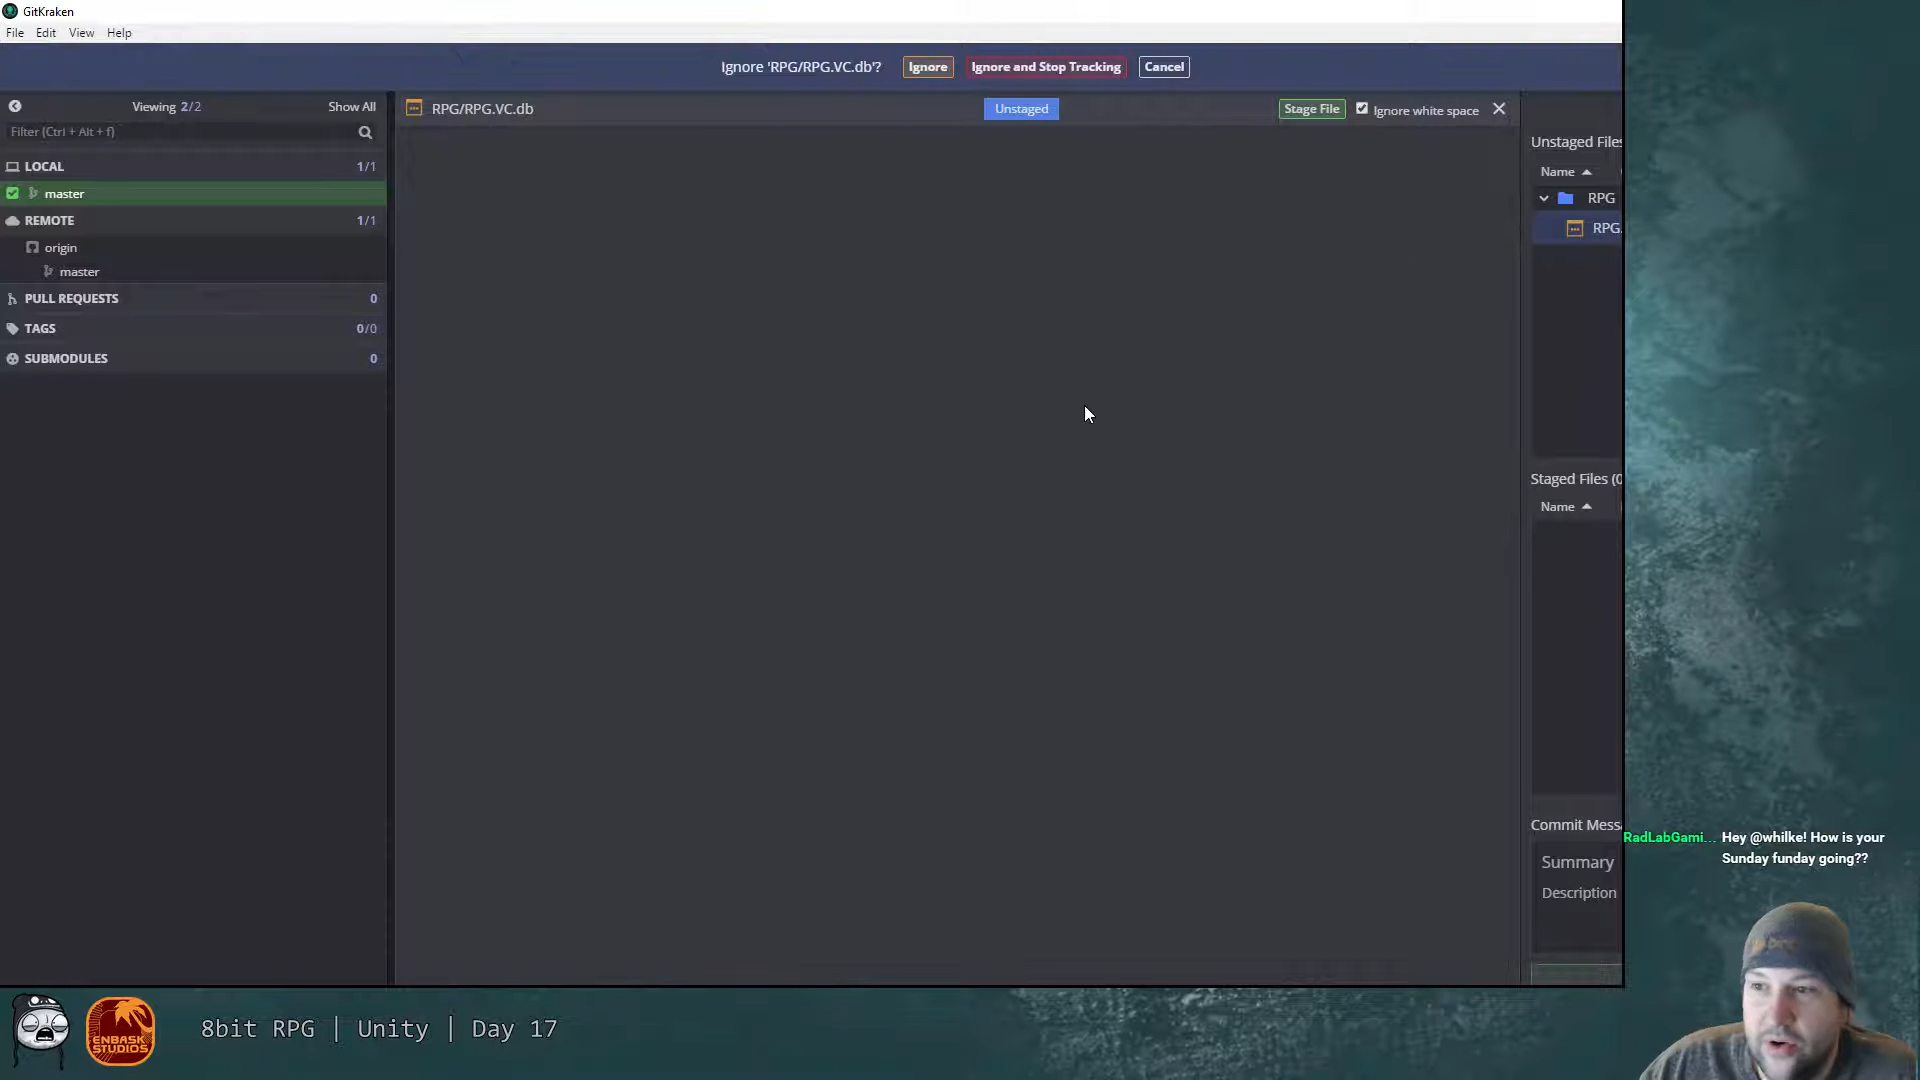 GitKraken
File Edit View Help
Ignore 'RPG/RPG.VC.db'? Ignore Ignore and Stop Tracking Cancel
Viewing 2/2 Show All
Filter (Ctrl + Alt + f)
LOCAL 1/1
master
REMOTE 1/1
origin
master
PULL REQUESTS 0
TAGS 0/0
SUBMODULES 0
RPG/RPG.VC.db Unstaged Stage File Ignore white space
Unstaged Files
Name
RPG
RPG.
Staged Files (0
Name
Commit Messa
Summary
Description
RadLabGami... Hey @whilke! How is your
Sunday funday going??
ENBASK
STUDIOS
8bit RPG | Unity | Day 17